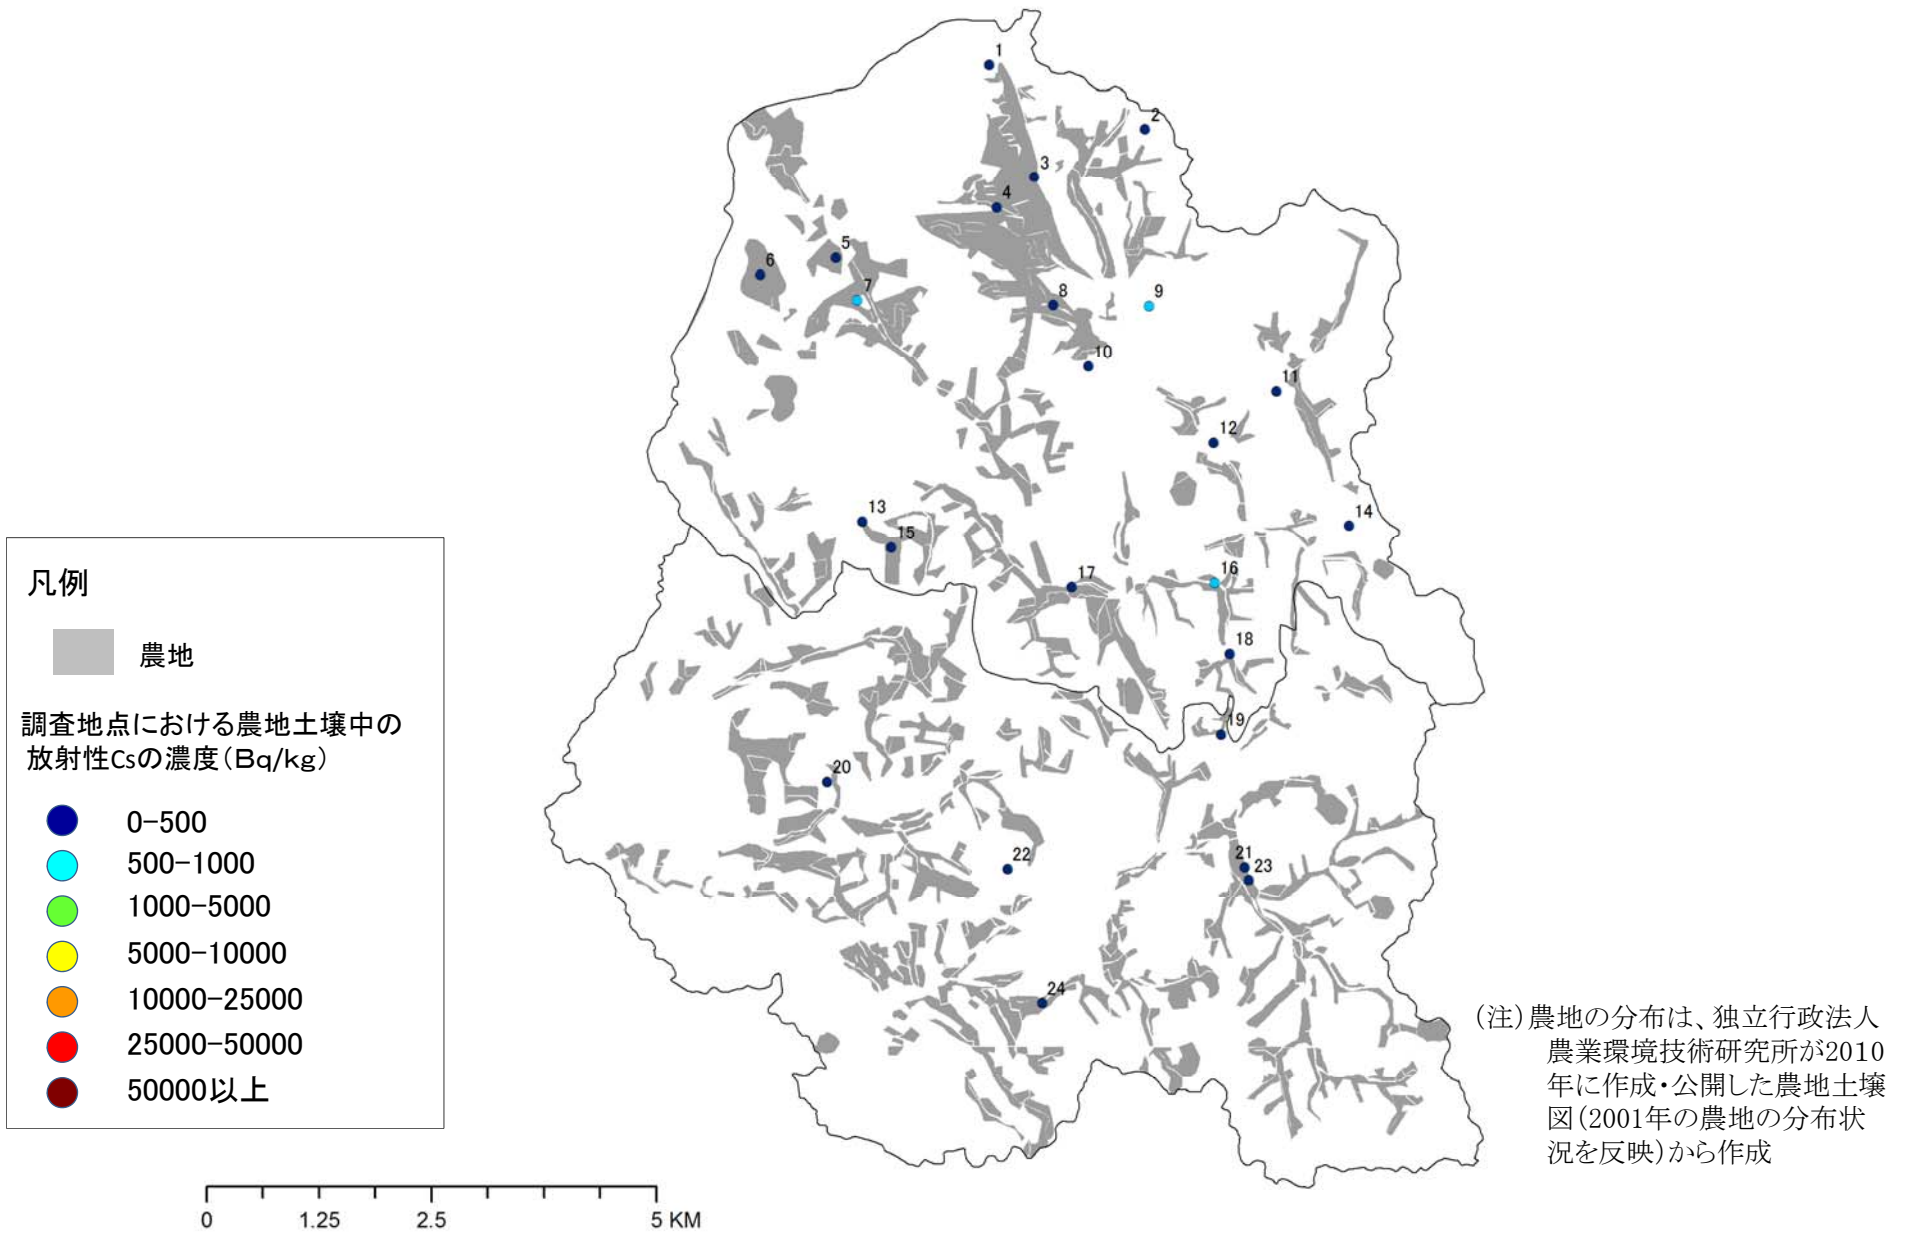 1
2
3
4
5
6
7
8
9
10
11
12
13
14
15
16
17
18
19
20
21
22
23
24
凡例
農地
調査地点における農地土壌中の
放射性Csの濃度(Bq/kg)
0-500
500-1000
1000-5000
5000-10000
10000-25000
25000-50000
50000以上
0 1.25 2.5 5 KM
(注)農地の分布は、独立行政法人
農業環境技術研究所が2010
年に作成・公開した農地土壌
図(2001年の農地の分布状
況を反映)から作成